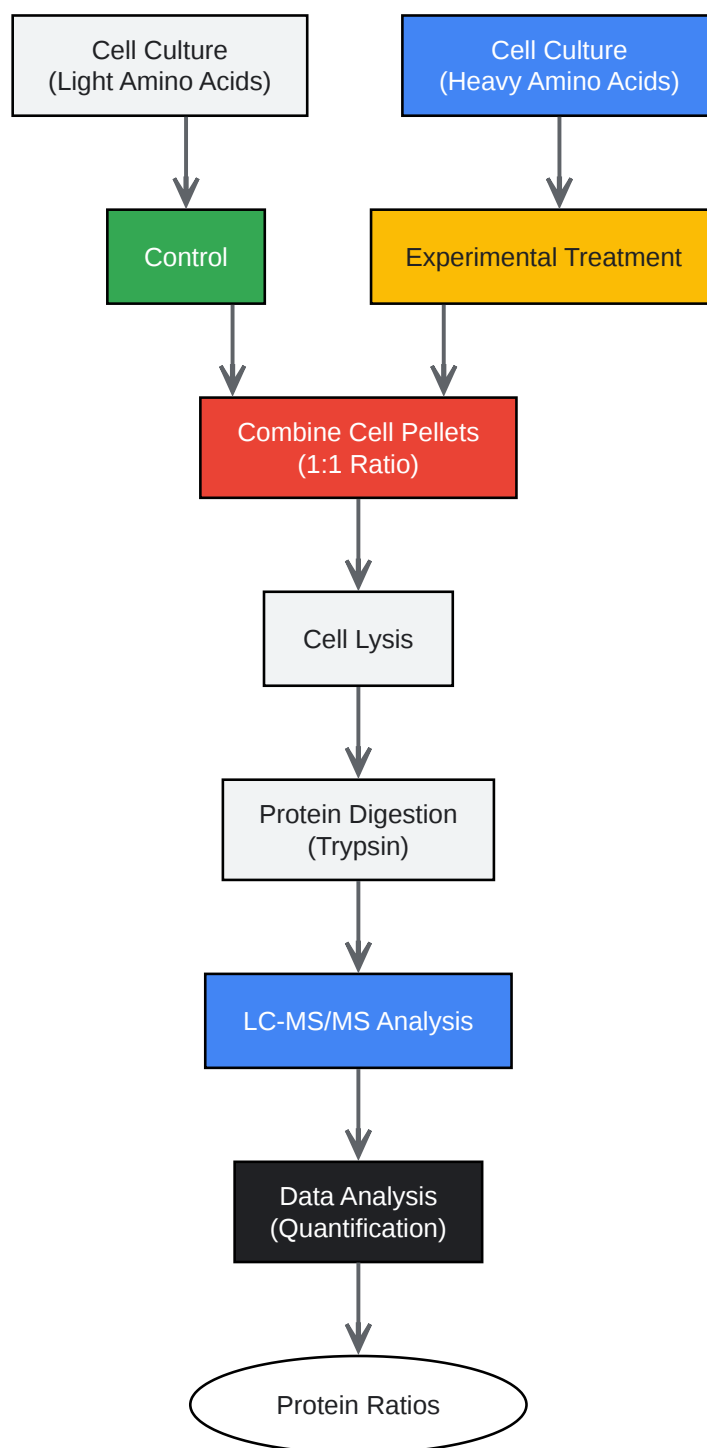 Cell Culture
(Light Amino Acids)
Cell Culture
(Heavy Amino Acids)
Control
Experimental Treatment
Combine Cell Pellets
(1:1 Ratio)
Cell Lysis
Protein Digestion
(Trypsin)
LC-MS/MS Analysis
Data Analysis
(Quantification)
Protein Ratios